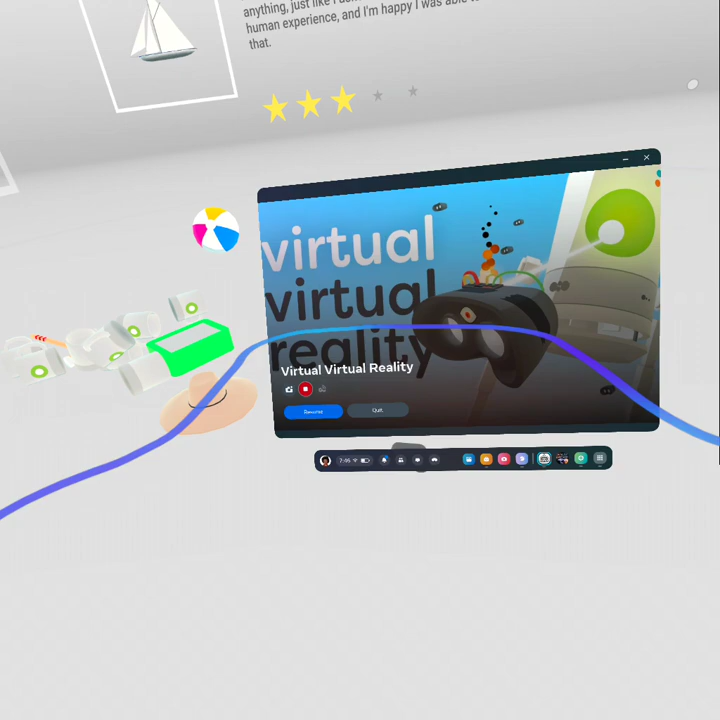 anything, just like
human experience, and I'm happy I was able to
that.
virtual
virtual
reality
Virtual Virtual Reality
Resume
Quit